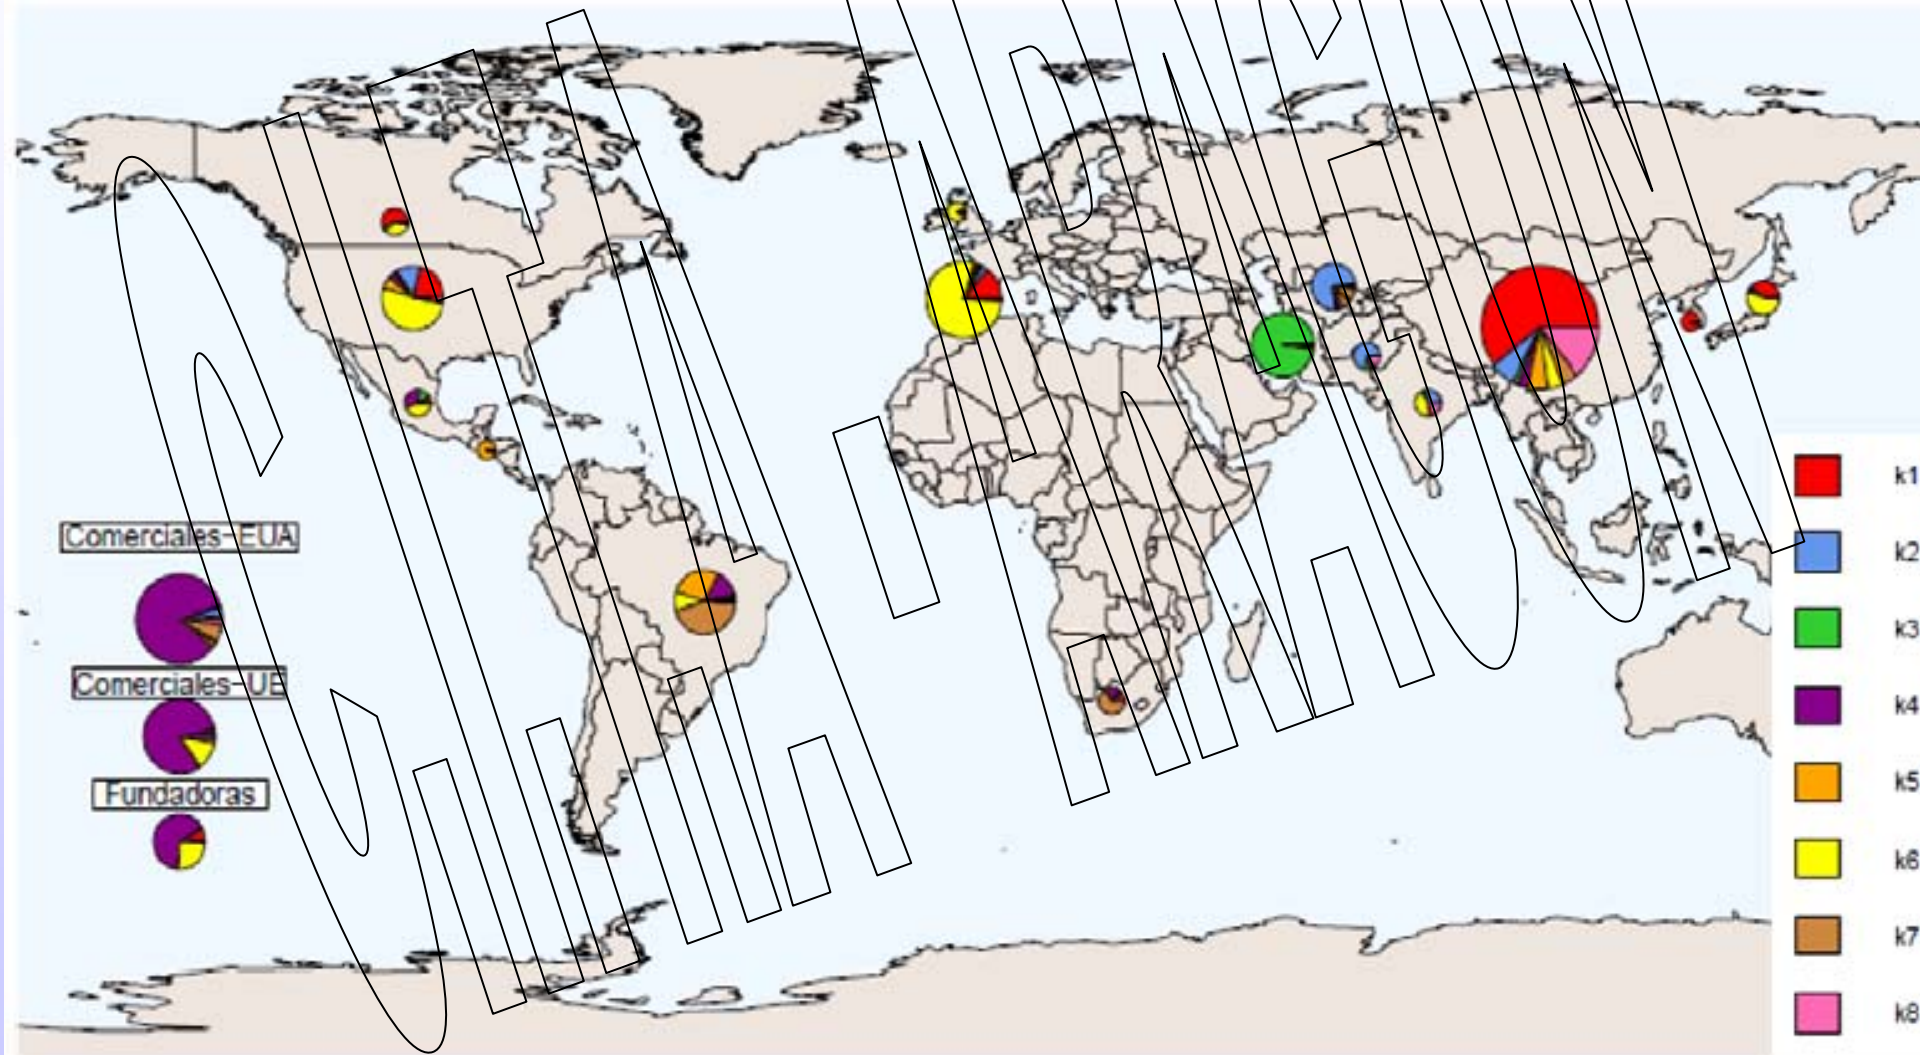 Comerciales-EUA
Comerciales-UE
Fundadoras
k1
k2
k3
k4
k5
k6
k7
k8